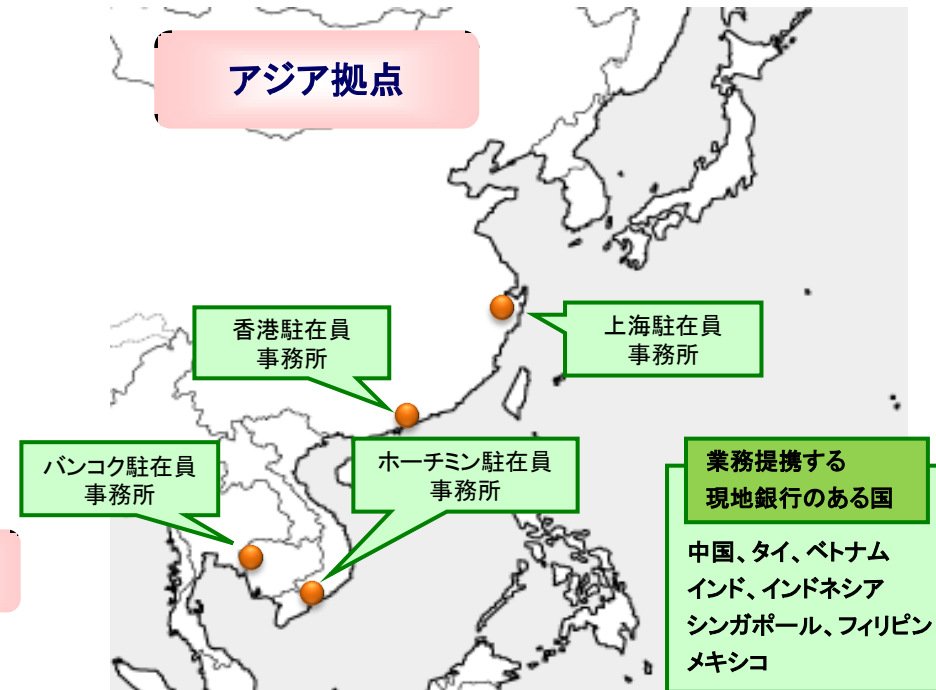 アジア拠点
香港駐在員
事務所
上海駐在員
事務所
バンコク駐在員
事務所
ホーチミン駐在員
事務所
業務提携する
現地銀行のある国
中国、タイ、ベトナム
インド、インドネシア
シンガポール、フィリピン
メキシコ